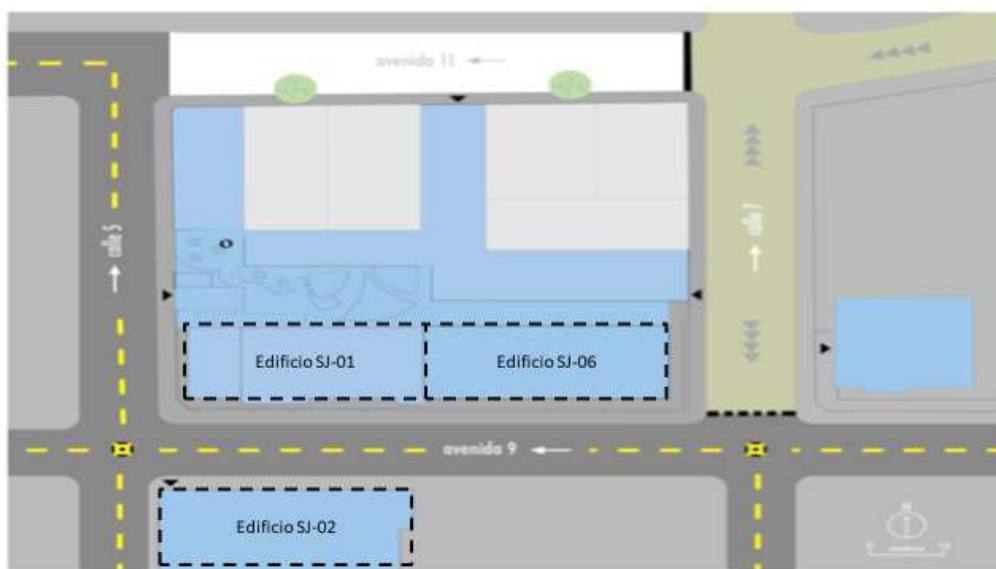 avenida 11
calle 5
calle 7
Edificio SJ-01
Edificio SJ-06
avenida 9
Edificio SJ-02
N